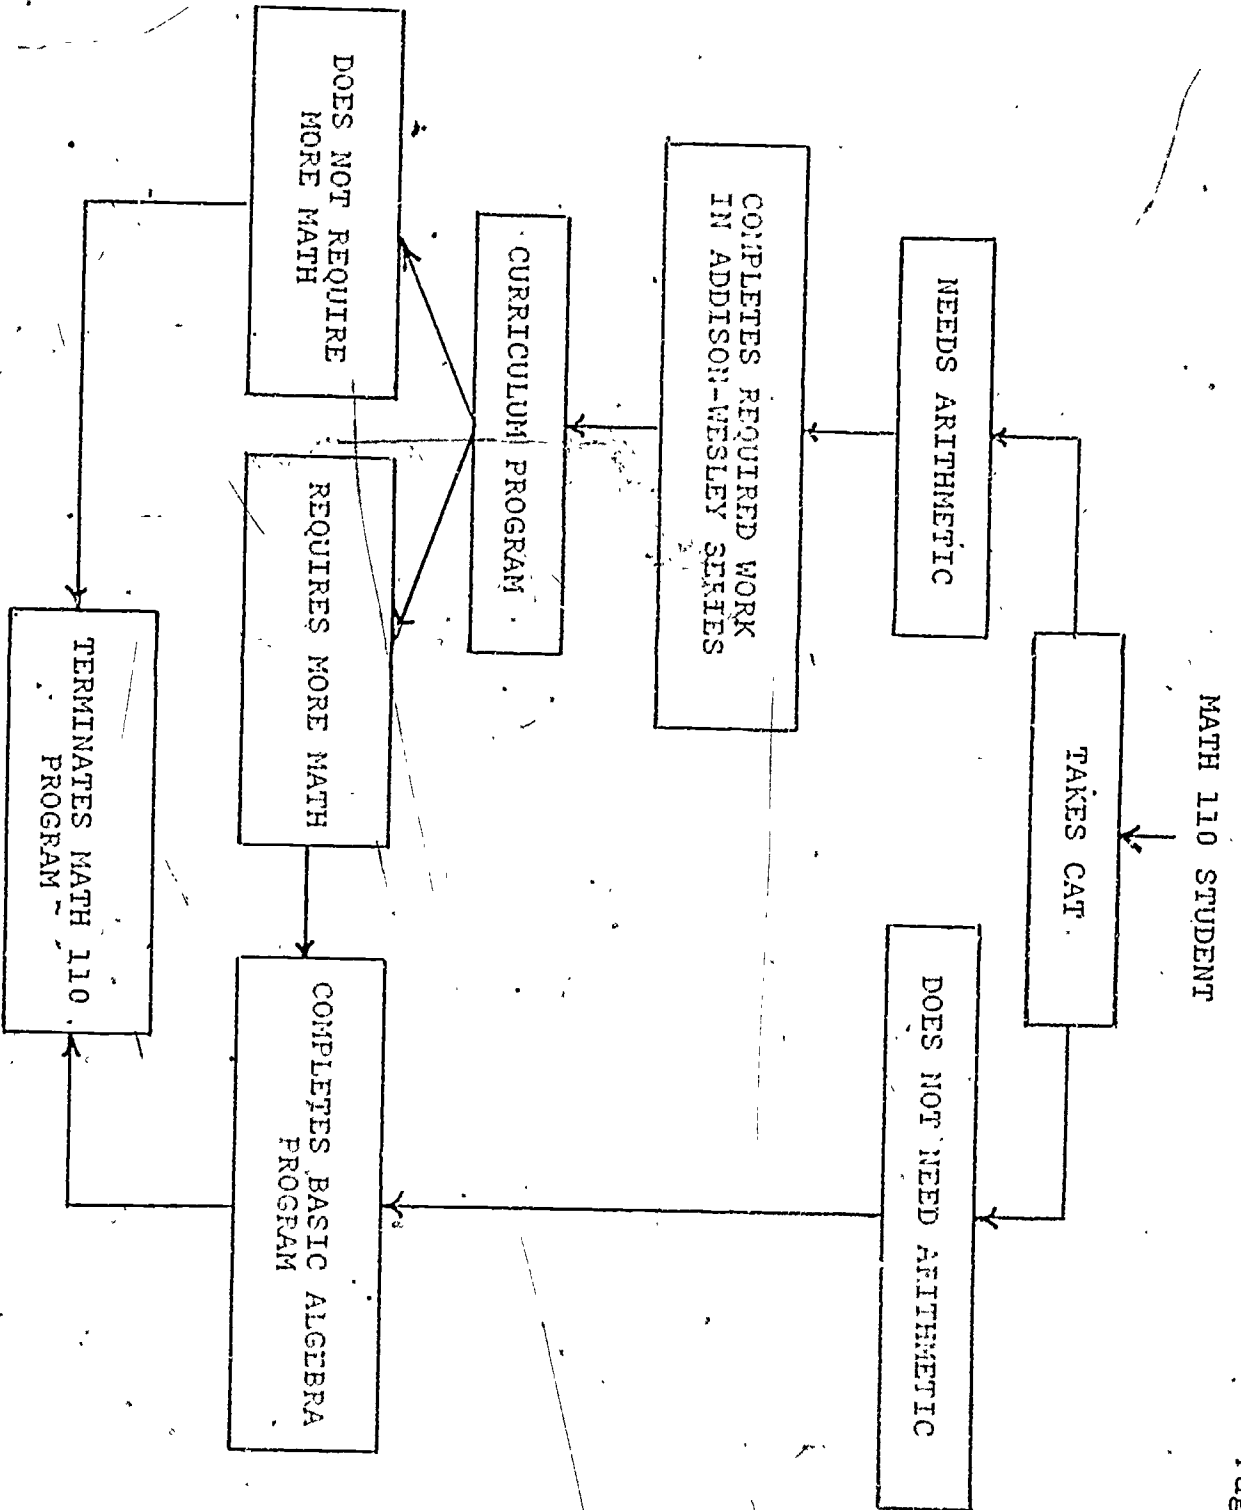 MATH 110 STUDENT
TAKES CAT
NEEDS ARITHMETIC
DOES NOT NEED ARITHMETIC
COMPLETES REQUIRED WORK
IN ADDISON-WESLEY SERIES
CURRICULUM PROGRAM
DOES NOT REQUIRE
MORE MATH
REQUIRES MORE MATH
COMPLETES BASIC ALGEBRA
PROGRAM
TERMINATES MATH 110
PROGRAM